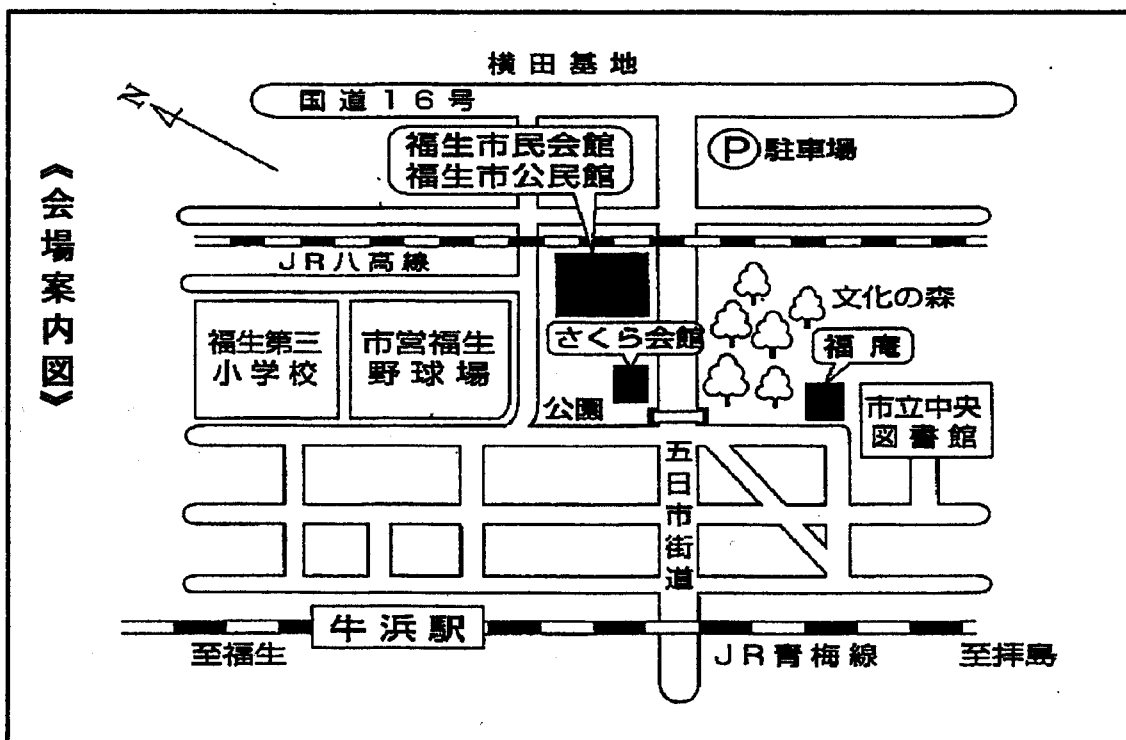 《会場案内図》
N
横田基地
国道16号
福生市民会館
福生市公民館
P駐車場
JR八高線
文化の森
福生第三
小学校
市営福生
野球場
さくら会館
福庵
公園
市立中央
図書館
五日市街道
牛浜駅
至福生
JR青梅線
至拝島